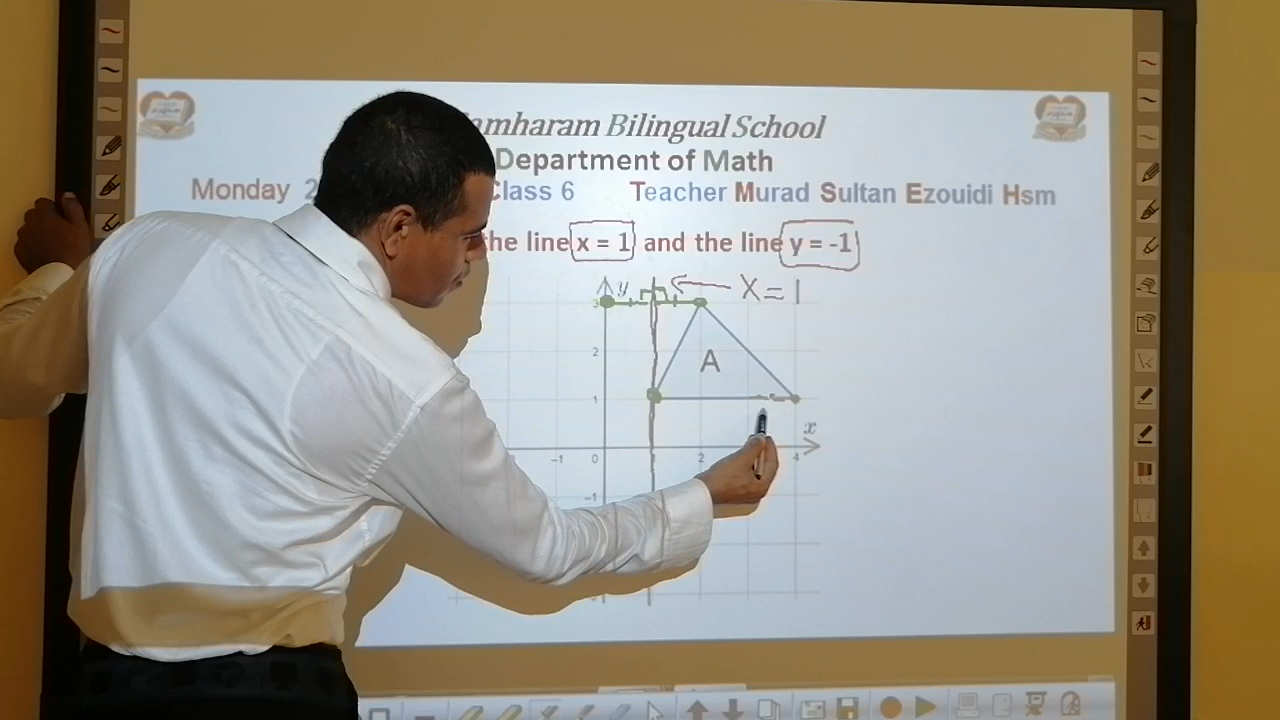 Bilingual School
Department of Math
Monday 2 Class 6 Teacher Murad Sultan Ezouidi Hsm
the line x = 1 and the line y = -1
y X = 1
3
2
A
1
x
-1 0 2 4
-1